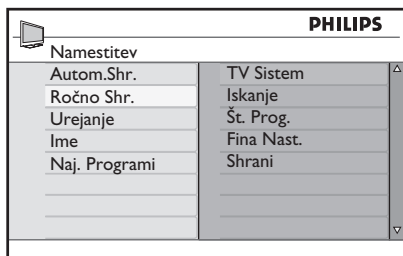 PHILIPS
Namestitev
Autom.Shr.
Ročno Shr.
Urejanje
Ime
Naj. Programi
TV Sistem
Iskanje
Št. Prog.
Fina Nast.
Shrani